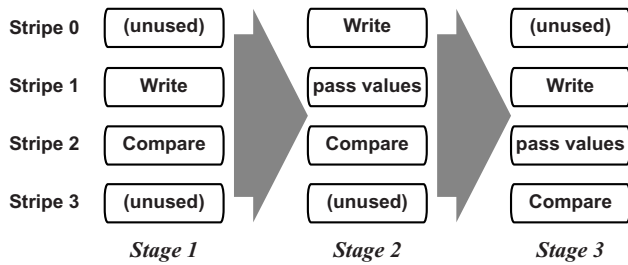 Stripe 0 (unused) Write (unused)
Stripe 1 Write pass values Write
Stripe 2 Compare Compare pass values
Stripe 3 (unused) (unused) Compare
Stage 1 Stage 2 Stage 3